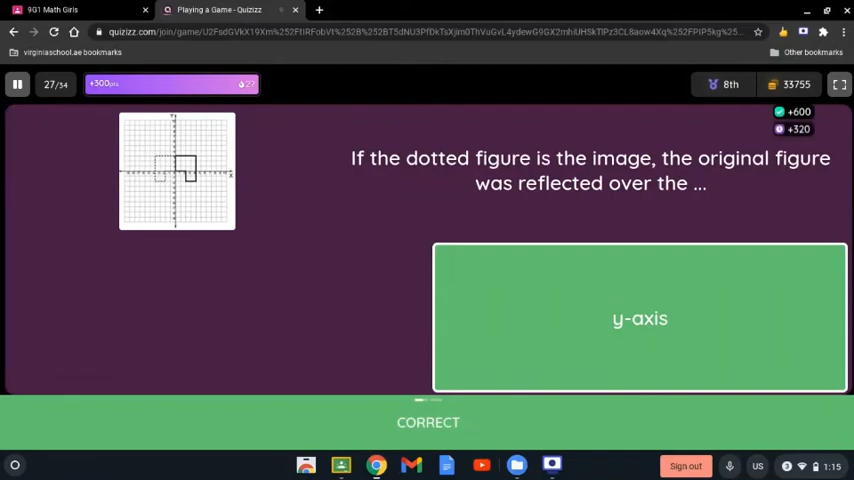 9G1 Math Girls
Playing a Game - Quizizz
virginiaschool.ae bookmarks
Other bookmarks
27/34
+300pts
8th
33755
+600
+320
If the dotted figure is the image, the original figure
was reflected over the ...
y-axis
CORRECT
Sign out
US
3
1:15